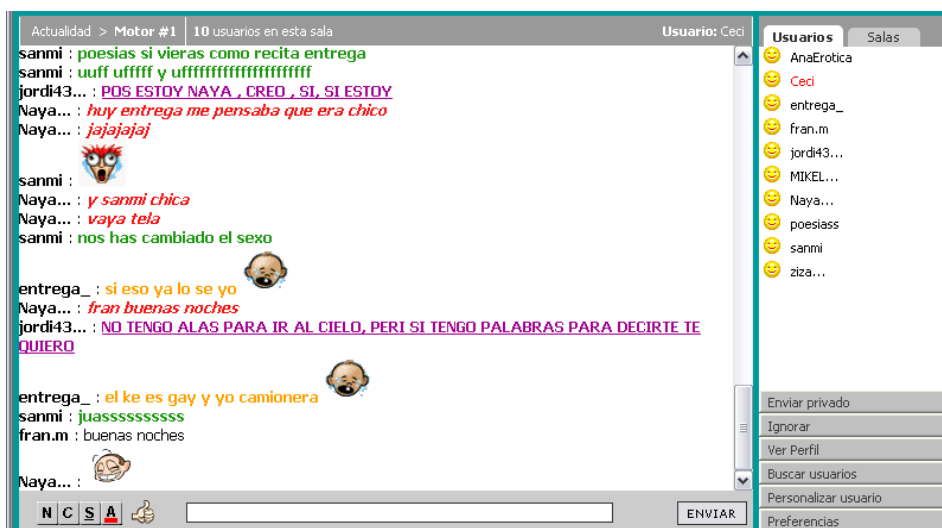 Actualidad > Motor #1 10 usuarios en esta sala Usuario: Ceci
sanmi : poesias si vieras como recita entrega
sanmi : uuff ufffff y ufffffffffffffffffffffff
jordi43... : POS ESTOY NAYA , CREO , SI, SI ESTOY
Naya... : huy entrega me pensaba que era chico
Naya... : jajajajaj
sanmi :
Naya... : y sanmi chica
Naya... : vaya tela
sanmi : nos has cambiado el sexo
entrega_ : si eso ya lo se yo
Naya... : fran buenas noches
jordi43... : NO TENGO ALAS PARA IR AL CIELO, PERI SI TENGO PALABRAS PARA DECIRTE TE
QUIERO
entrega_ : el ke es gay y yo camionera
sanmi : juassssssssss
fran.m : buenas noches
Naya... :
N C S A
ENVIAR
Usuarios Salas
AnaErotica
Ceci
entrega_
fran.m
jordi43...
MIKEL...
Naya...
poesiass
sanmi
ziza...
Enviar privado
Ignorar
Ver Perfil
Buscar usuarios
Personalizar usuario
Preferencias